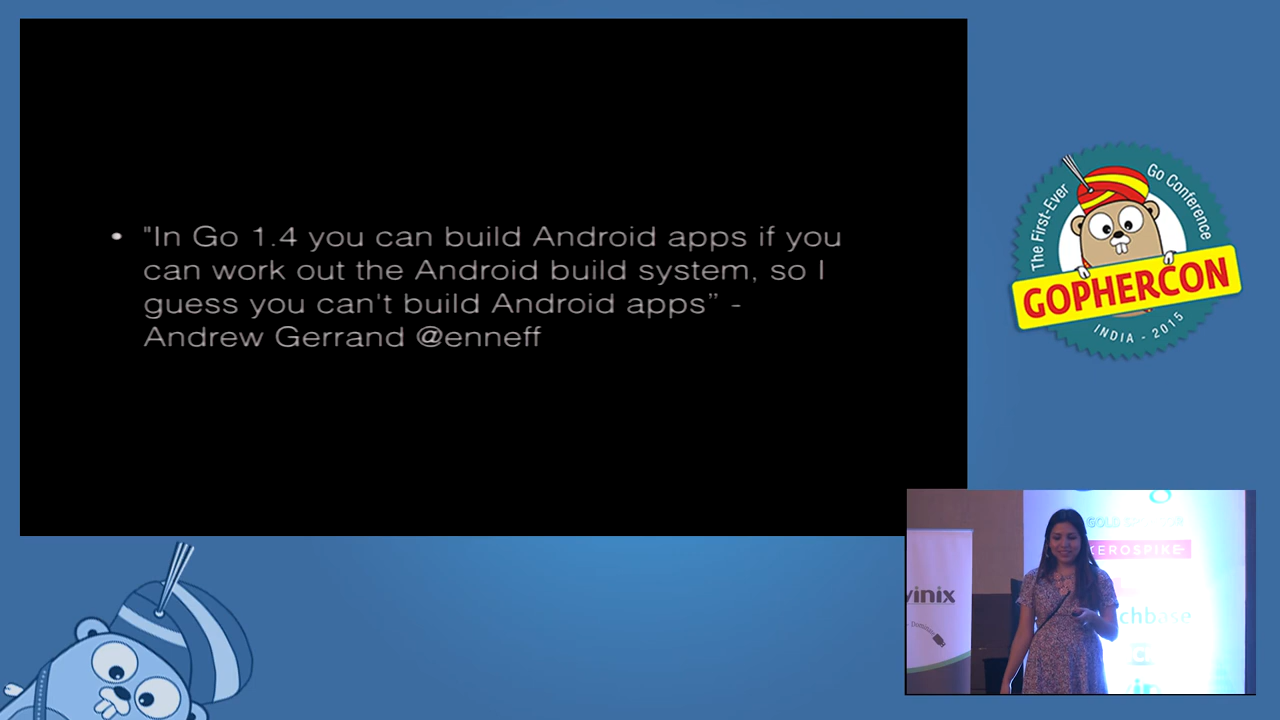 • "In Go 1.4 you can build Android apps if you
can work out the Android build system, so I
guess you can't build Android apps” -
Andrew Gerrand @enneff
The First-Ever
Go Conference
GOPHERCON
INDIA - 2015
GOLD
KEROSPIKE
vinix
chbase